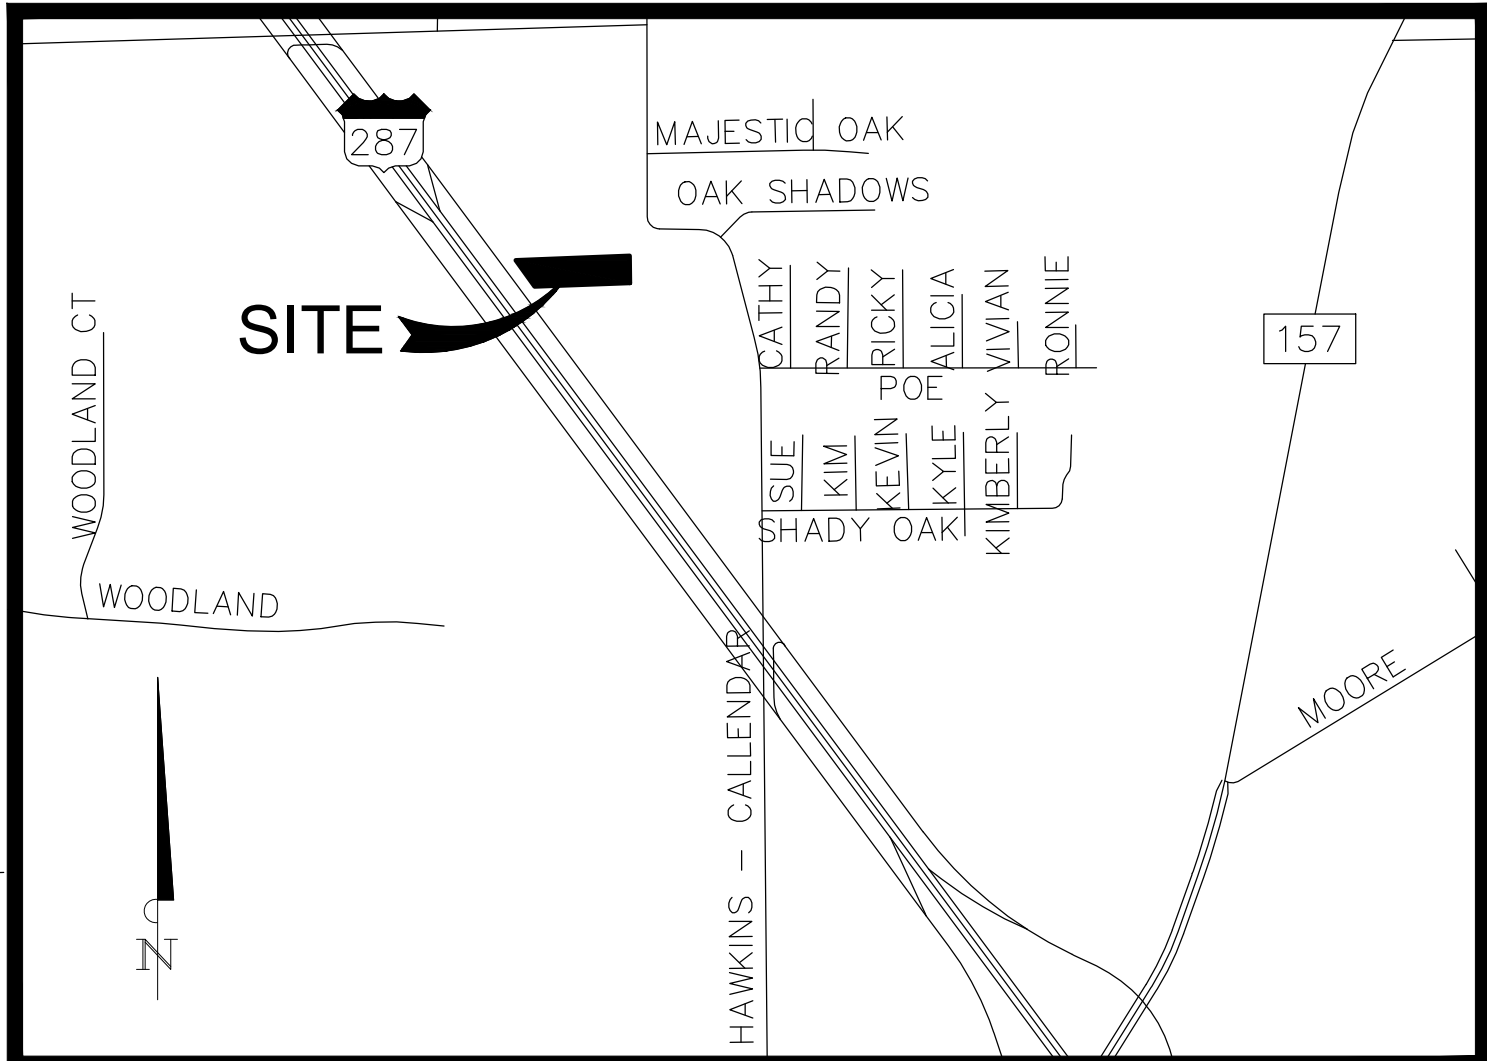 MAJESTIC OAK
287
OAK SHADOWS
CATHY
RANDY
RICKY
ALICIA
VIVIAN
RONNIE
WOODLAND CT
SITE
157
POE
SUE
KIM
KEVIN
KYLE
KIMBERLY
SHADY OAK
WOODLAND
MOORE
HAWKINS - CALLENDAR
N